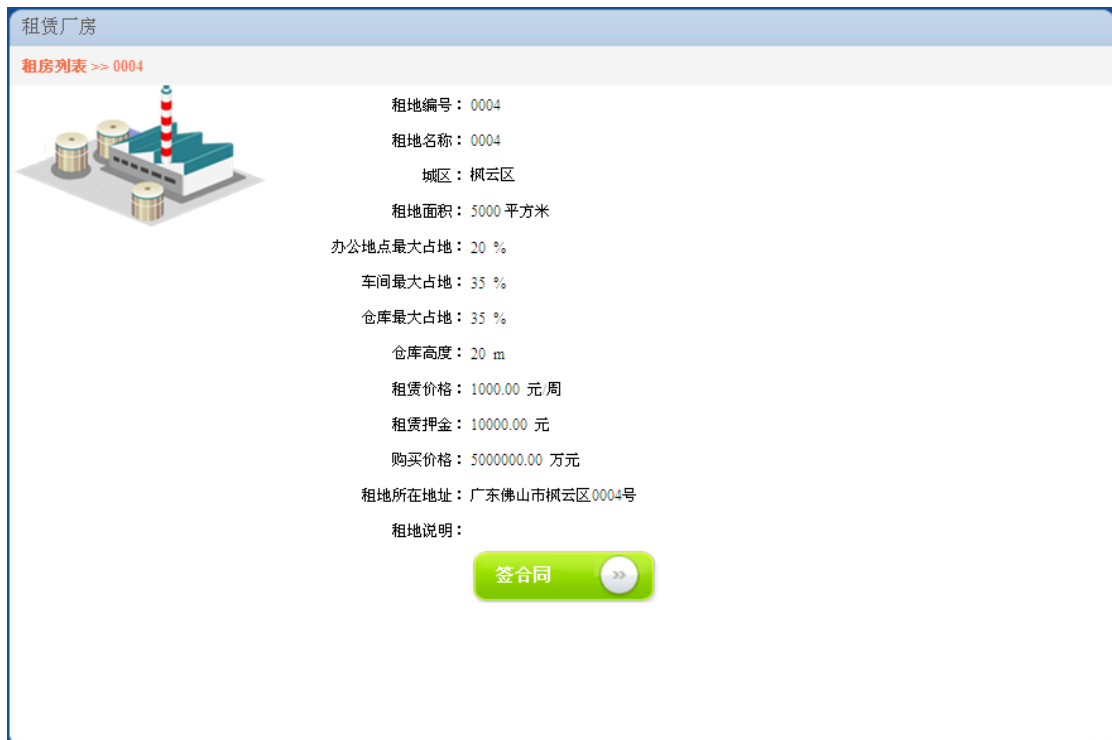 租赁厂房
租房列表 >> 0004
租地编号： 0004
租地名称： 0004
城区： 枫云区
租地面积： 5000 平方米
办公地点最大占地： 20 %
车间最大占地： 35 %
仓库最大占地： 35 %
仓库高度： 20 m
租赁价格： 1000.00 元/周
租赁押金： 10000.00 元
购买价格： 5000000.00 万元
租地所在地址： 广东佛山市枫云区0004号
租地说明：
签合同 >>